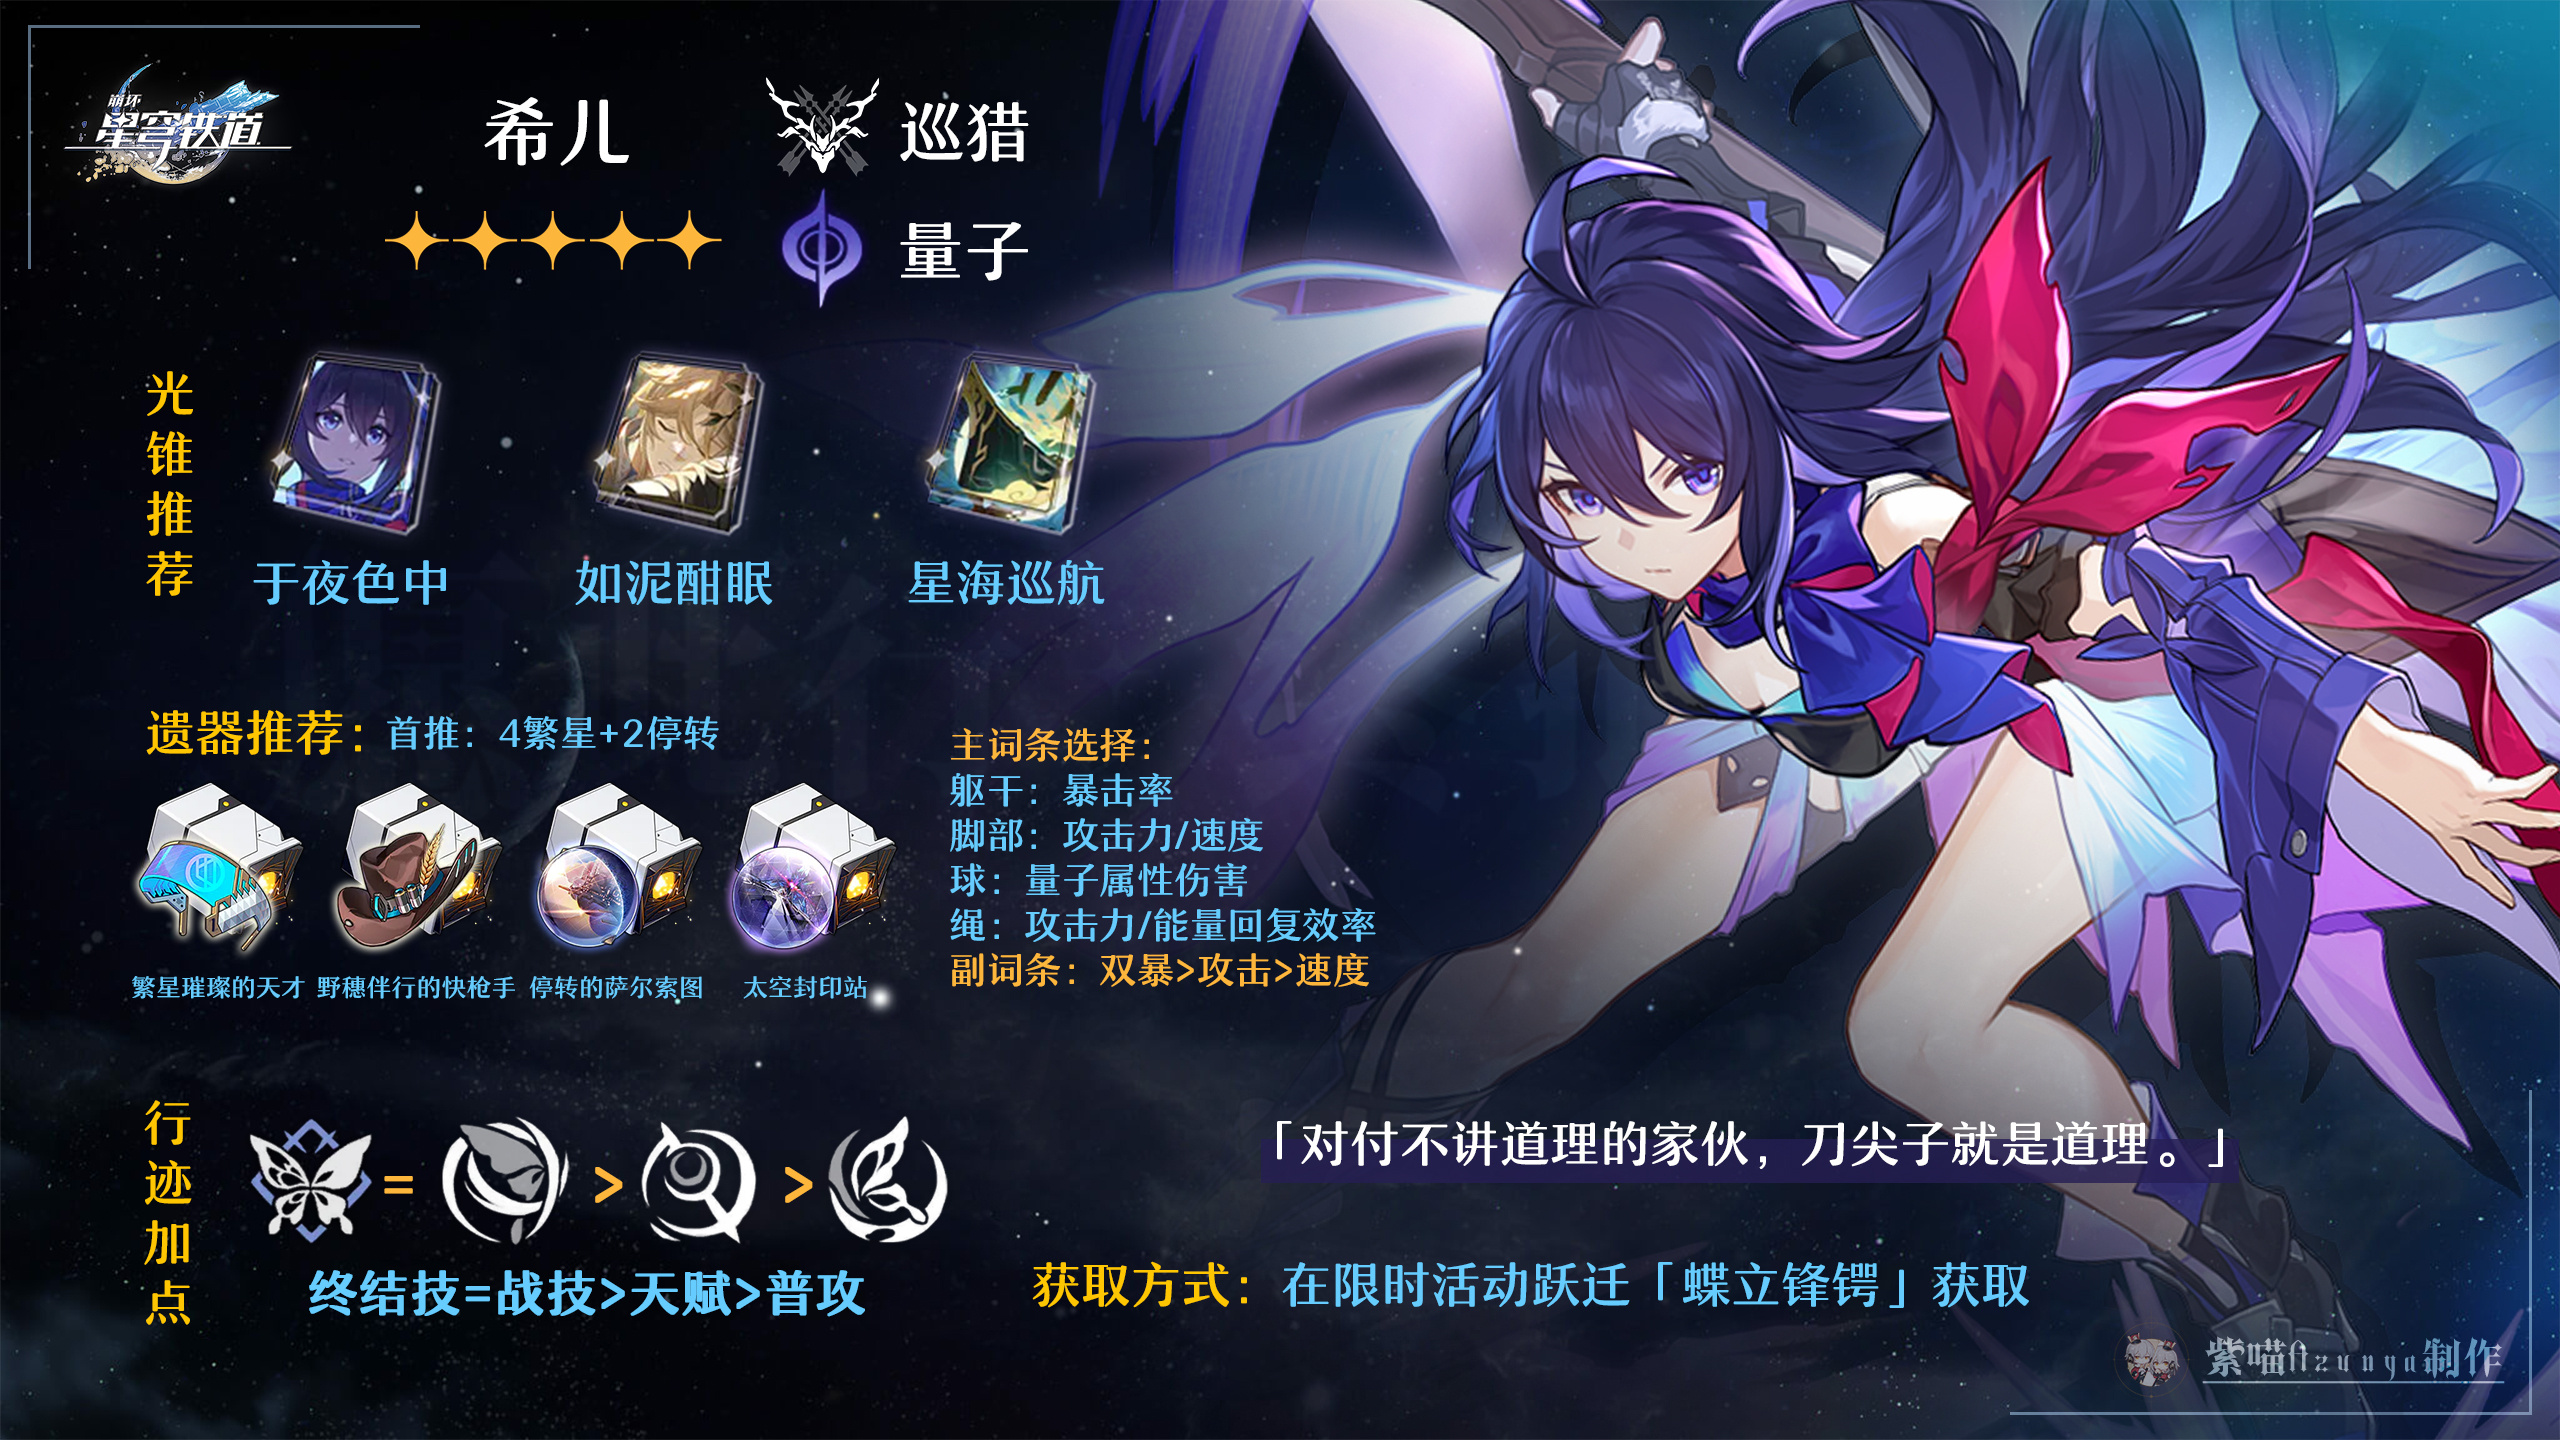 崩坏
星穹铁道
希儿
巡猎
量子
光锥推荐
于夜色中 如泥酣眠 星海巡航
遗器推荐：首推：4繁星+2停转
繁星璀璨的天才 野穗伴行的快枪手 停转的萨尔索图 太空封印站
主词条选择：
躯干：暴击率
脚部：攻击力/速度
球：量子属性伤害
绳：攻击力/能量回复效率
副词条：双暴>攻击>速度
行迹加点
= > >
终结技=战技>天赋>普攻
「对付不讲道理的家伙，刀尖子就是道理。」
获取方式：在限时活动跃迁「蝶立锋锷」获取
紫喵Azunya制作